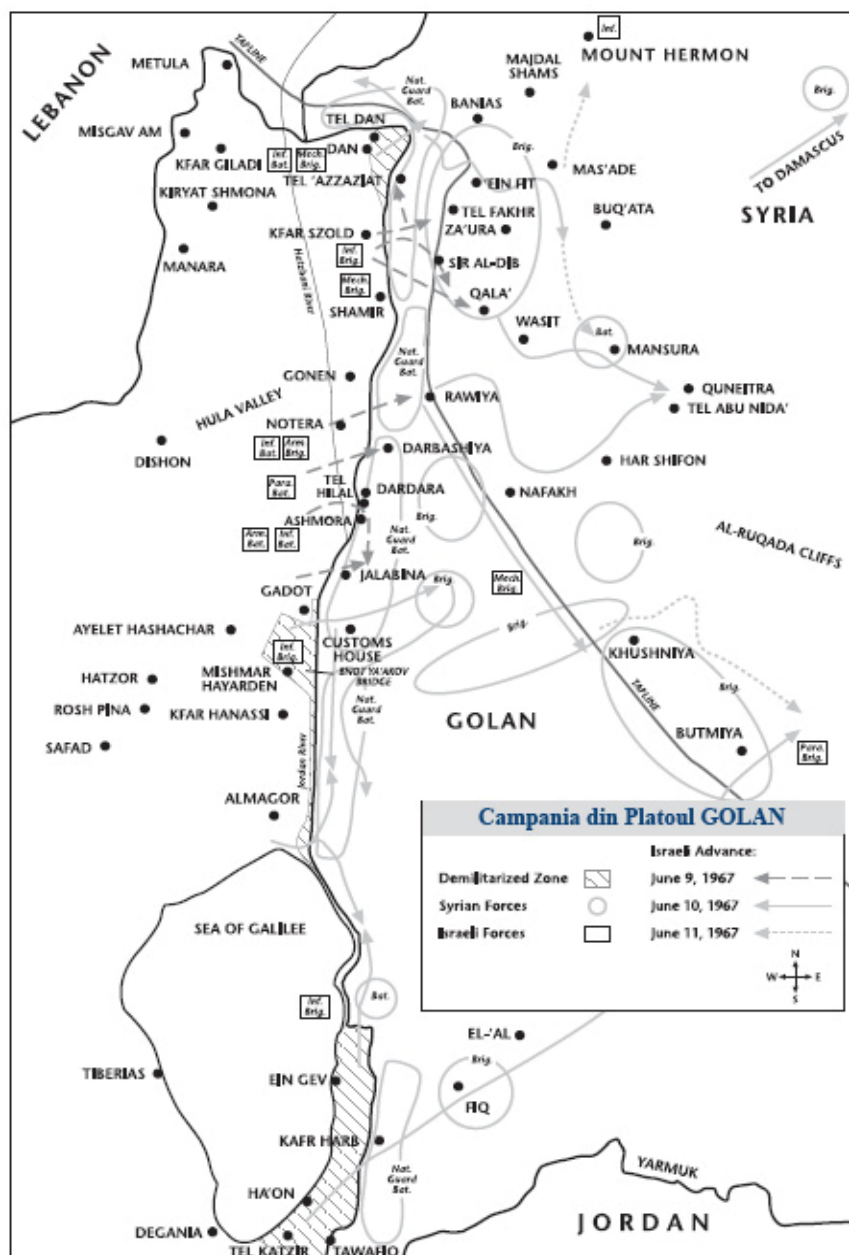 Inf.
MOUNT HERMON
TAPLINE
METULA
MAJDAL
SHAMS
LEBANON
Nat.
Guard
Bat.
BANIAS
Brig.
TO DAMASCUS
TEL DAN
MISGAV AM
DAN
Brig.
KFAR GILADI
Inf.
Bat.
Mech.
Brig.
MAS'ADE
TEL 'AZZAZIAT
'EIN FIT
SYRIA
KIRYAT SHMONA
TEL FAKHR
BUQ'ATA
ZA'URA
KFAR SZOLD
MANARA
Inf.
Brig.
SIR AL-DIB
Mech.
Brig.
QALA'
SHAMIR
WASIT
Bat.
MANSURA
Nat.
Guard
Bat.
GONEN
QUNEITRA
HULA VALLEY
RAWIYA
TEL ABU NIDA'
NOTERA
DISHON
Inf.
Bat.
Arm.
Brig.
DARBASHIYA
HAR SHIFON
Para.
Bat.
TEL
HILAL
DARDARA
NAFAKH
ASHMORA
Brig.
Arm.
Bat.
Inf.
Bat.
Nat.
Guard
Bat.
Brig.
AL-RUQADA CLIFFS
JALABINA
Brig.
Mech.
Brig.
GADOT
AYELET HASHACHAR
CUSTOMS
HOUSE
Brig.
KHUSHNIYA
Inf.
Brig.
MISHMAR
HAYARDEN
BNOT YA'AKOV
BRIDGE
HATZOR
Nat.
Guard
Bat.
TAPLINE
Brig.
ROSH PINA
KFAR HANASSI
GOLAN
BUTMIYA
SAFAD
Jordan River
Para.
Brig.
ALMAGOR
Campania din Platoul GOLAN
Israeli Advance:
Demilitarized Zone
June 9, 1967
Syrian Forces
June 10, 1967
Israeli Forces
June 11, 1967
N
W E
S
SEA OF GALILEE
Inf.
Brig.
Bat.
EL-'AL
TIBERIAS
EIN GEV
Brig.
FIQ
KAFR HARB
YARMUK
Nat.
Guard
Bat.
HA'ON
JORDAN
DEGANIA
TEL KATZIR
TAWAFIQ